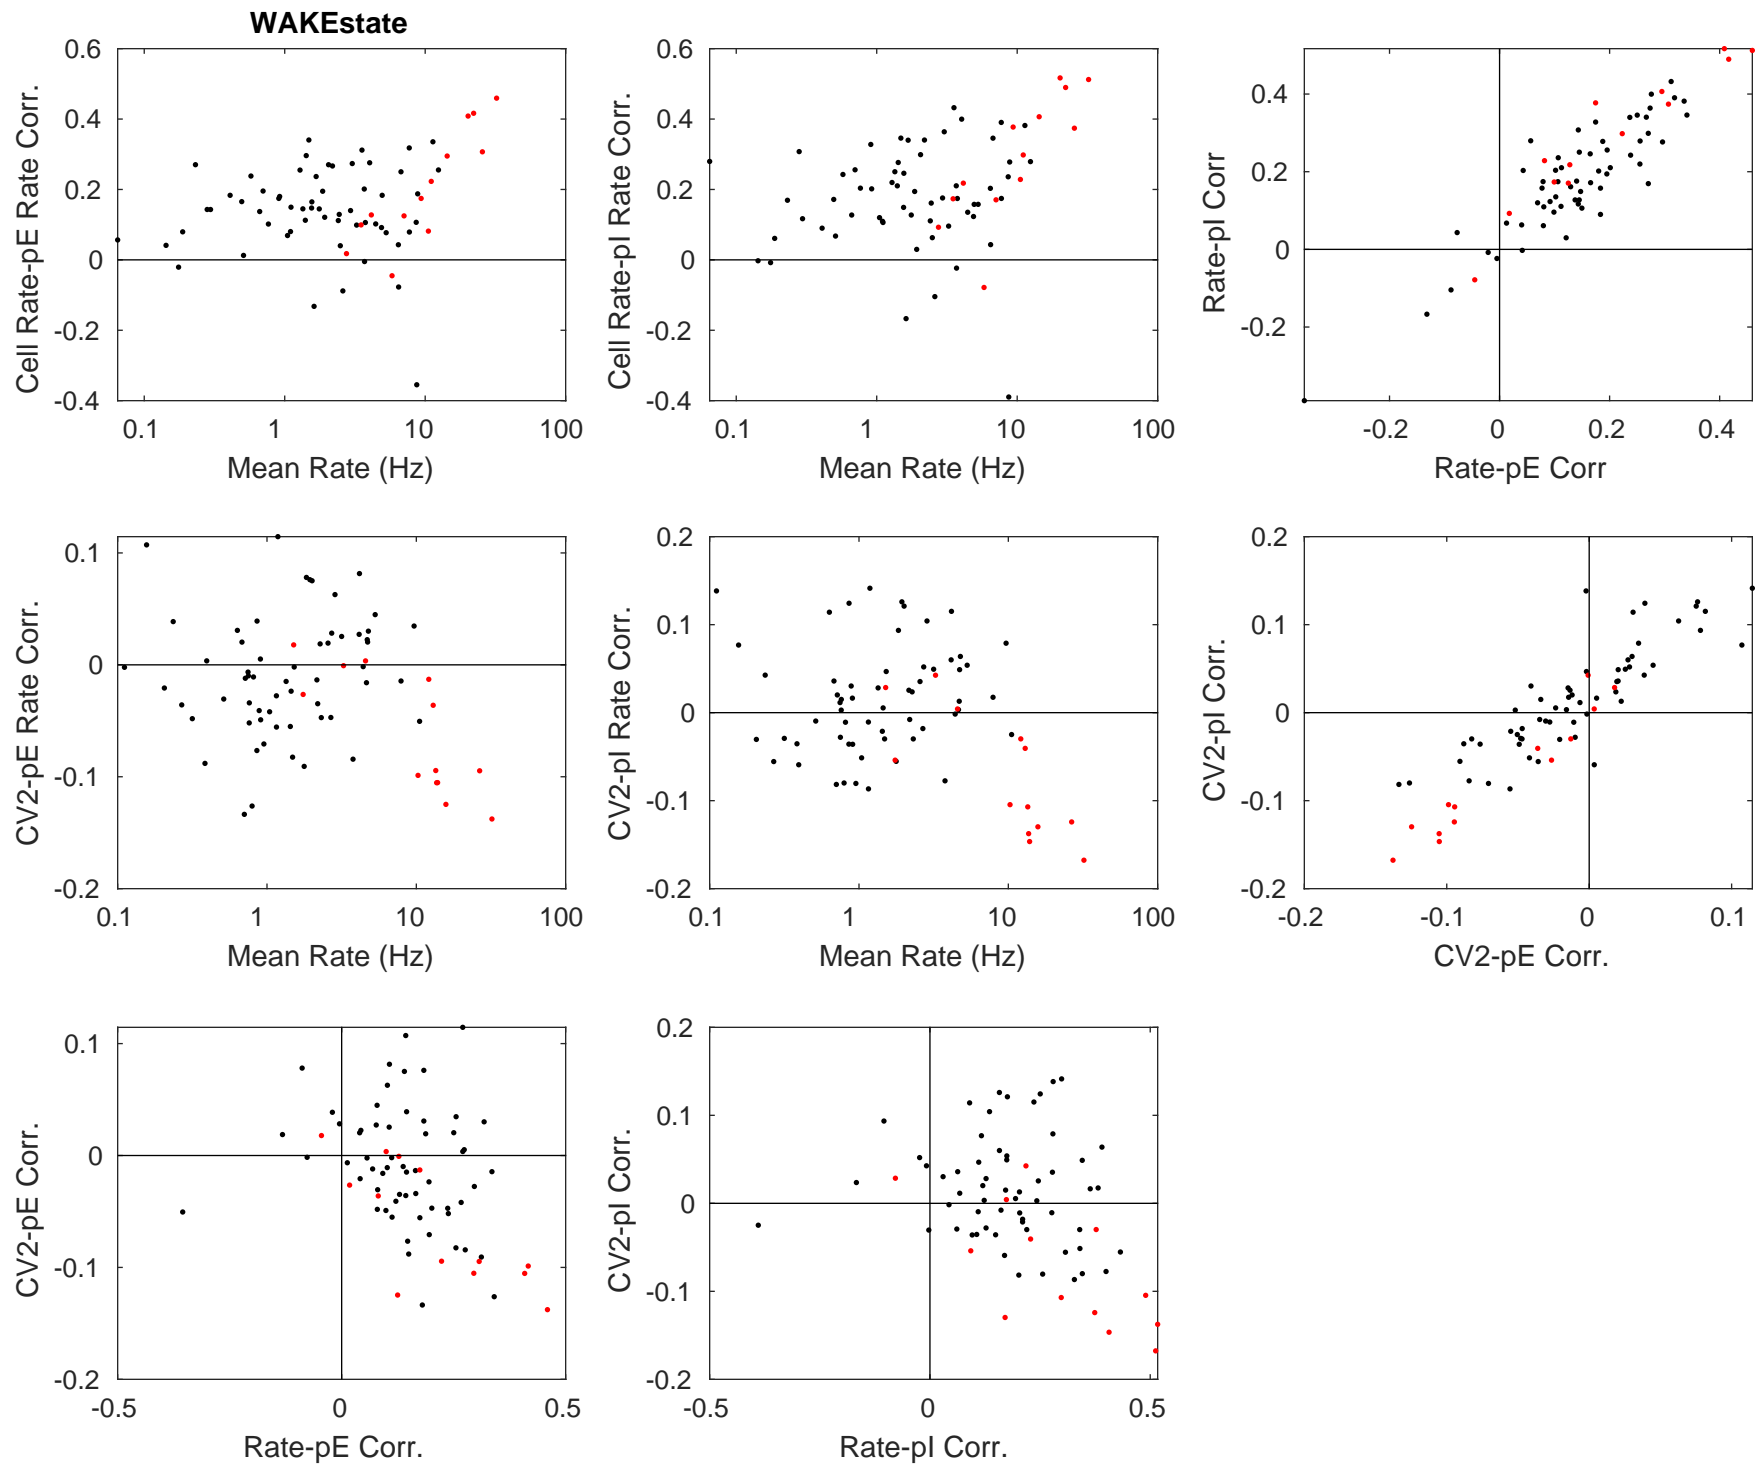 WAKEstate
0.6
0.4
0.2
0
-0.2
-0.4
0.1 1 10 100
Cell Rate-pE Rate Corr.
Mean Rate (Hz)
0.6
0.4
0.2
0
-0.2
-0.4
0.1 1 10 100
Cell Rate-pI Rate Corr.
Mean Rate (Hz)
0.4
0.2
0
-0.2
-0.2 0 0.2 0.4
Rate-pI Corr
Rate-pE Corr
0.1
0
-0.1
-0.2
0.1 1 10 100
CV2-pE Rate Corr.
Mean Rate (Hz)
0.2
0.1
0
-0.1
-0.2
0.1 1 10 100
CV2-pI Rate Corr.
Mean Rate (Hz)
0.2
0.1
0
-0.1
-0.2
-0.2 -0.1 0 0.1
CV2-pI Corr.
CV2-pE Corr.
0.1
0
-0.1
-0.2
-0.5 0 0.5
CV2-pE Corr.
Rate-pE Corr.
0.2
0.1
0
-0.1
-0.2
-0.5 0 0.5
CV2-pI Corr.
Rate-pI Corr.